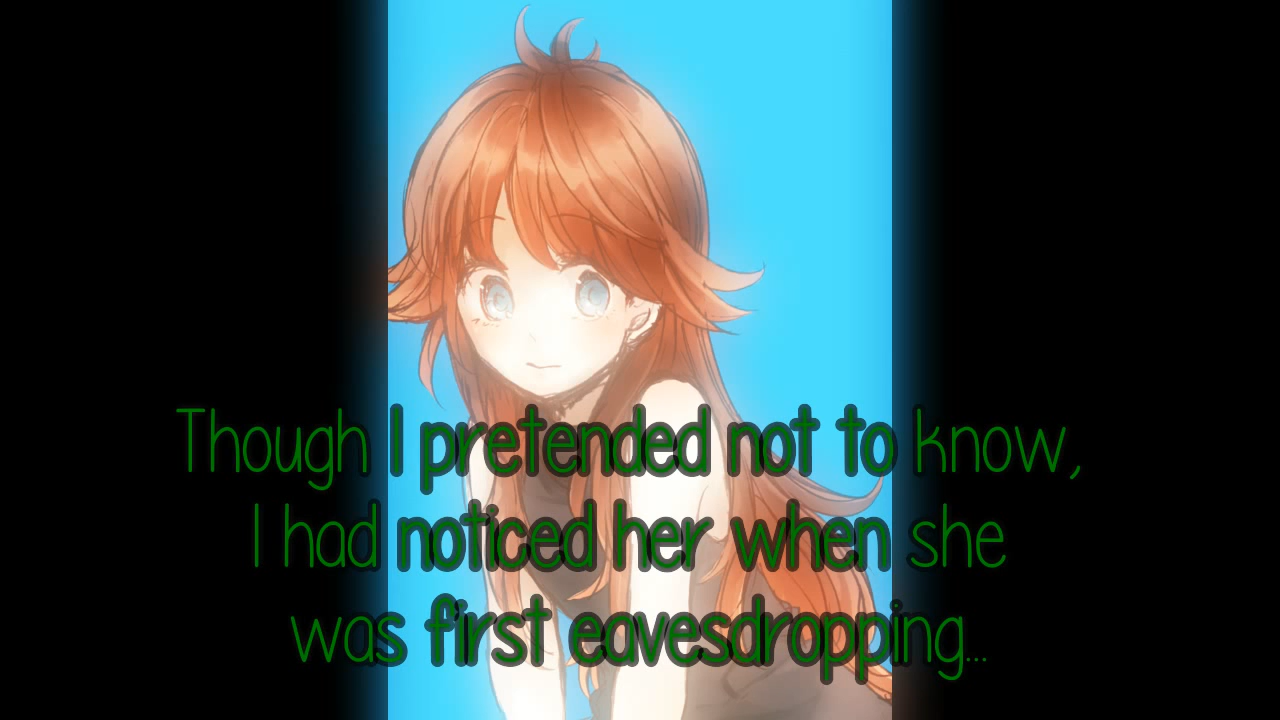 Though I pretended not to know,
I had noticed her when she
was first eavesdropping...